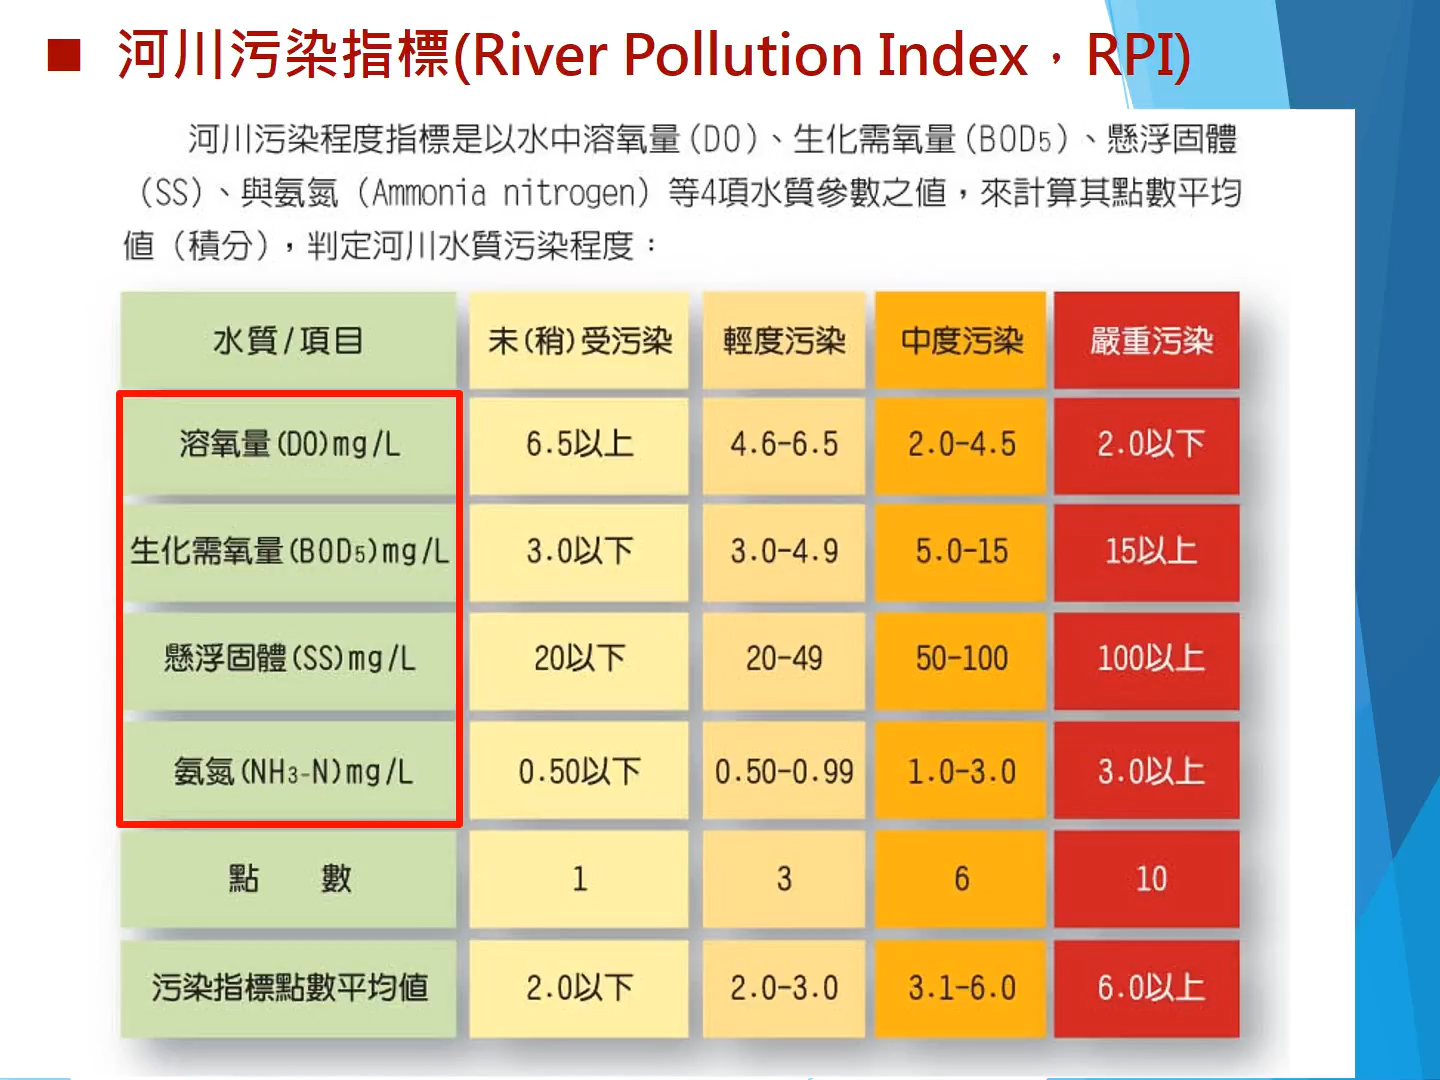 ■ 河川污染指標(River Pollution Index，RPI)
河川污染程度指標是以水中溶氧量(DO)、生化需氧量(BOD5)、懸浮固體
(SS)、與氨氮（Ammonia nitrogen）等4項水質參數之值，來計算其點數平均
值（積分），判定河川水質污染程度：
水質/項目 未(稍)受污染 輕度污染 中度污染 嚴重污染
溶氧量(DO)mg/L 6.5以上 4.6-6.5 2.0-4.5 2.0以下
生化需氧量(BOD5)mg/L 3.0以下 3.0-4.9 5.0-15 15以上
懸浮固體(SS)mg/L 20以下 20-49 50-100 100以上
氨氮(NH3-N)mg/L 0.50以下 0.50-0.99 1.0-3.0 3.0以上
點 數 1 3 6 10
污染指標點數平均值 2.0以下 2.0-3.0 3.1-6.0 6.0以上